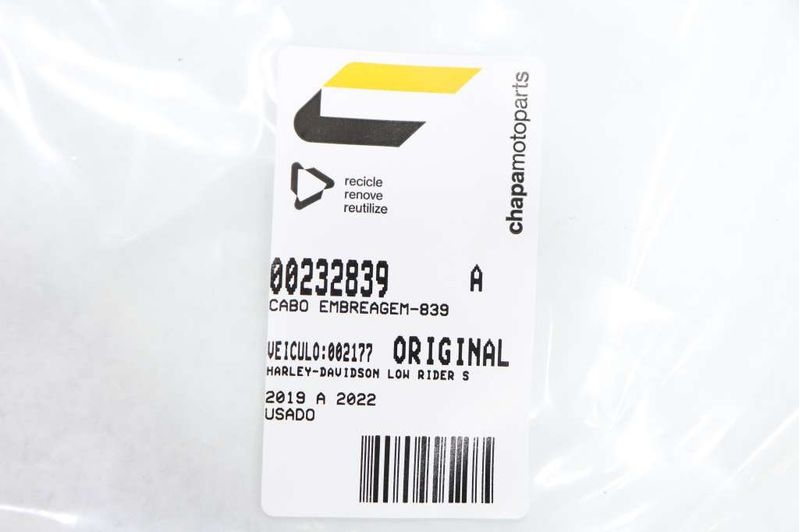 chapamotoparts
recicle
renove
reutilize
00232839 A
CABO EMBREAGEM-839
VEICULO:002177 ORIGINAL
HARLEY-DAVIDSON LOW RIDER S
2019 A 2022
USADO